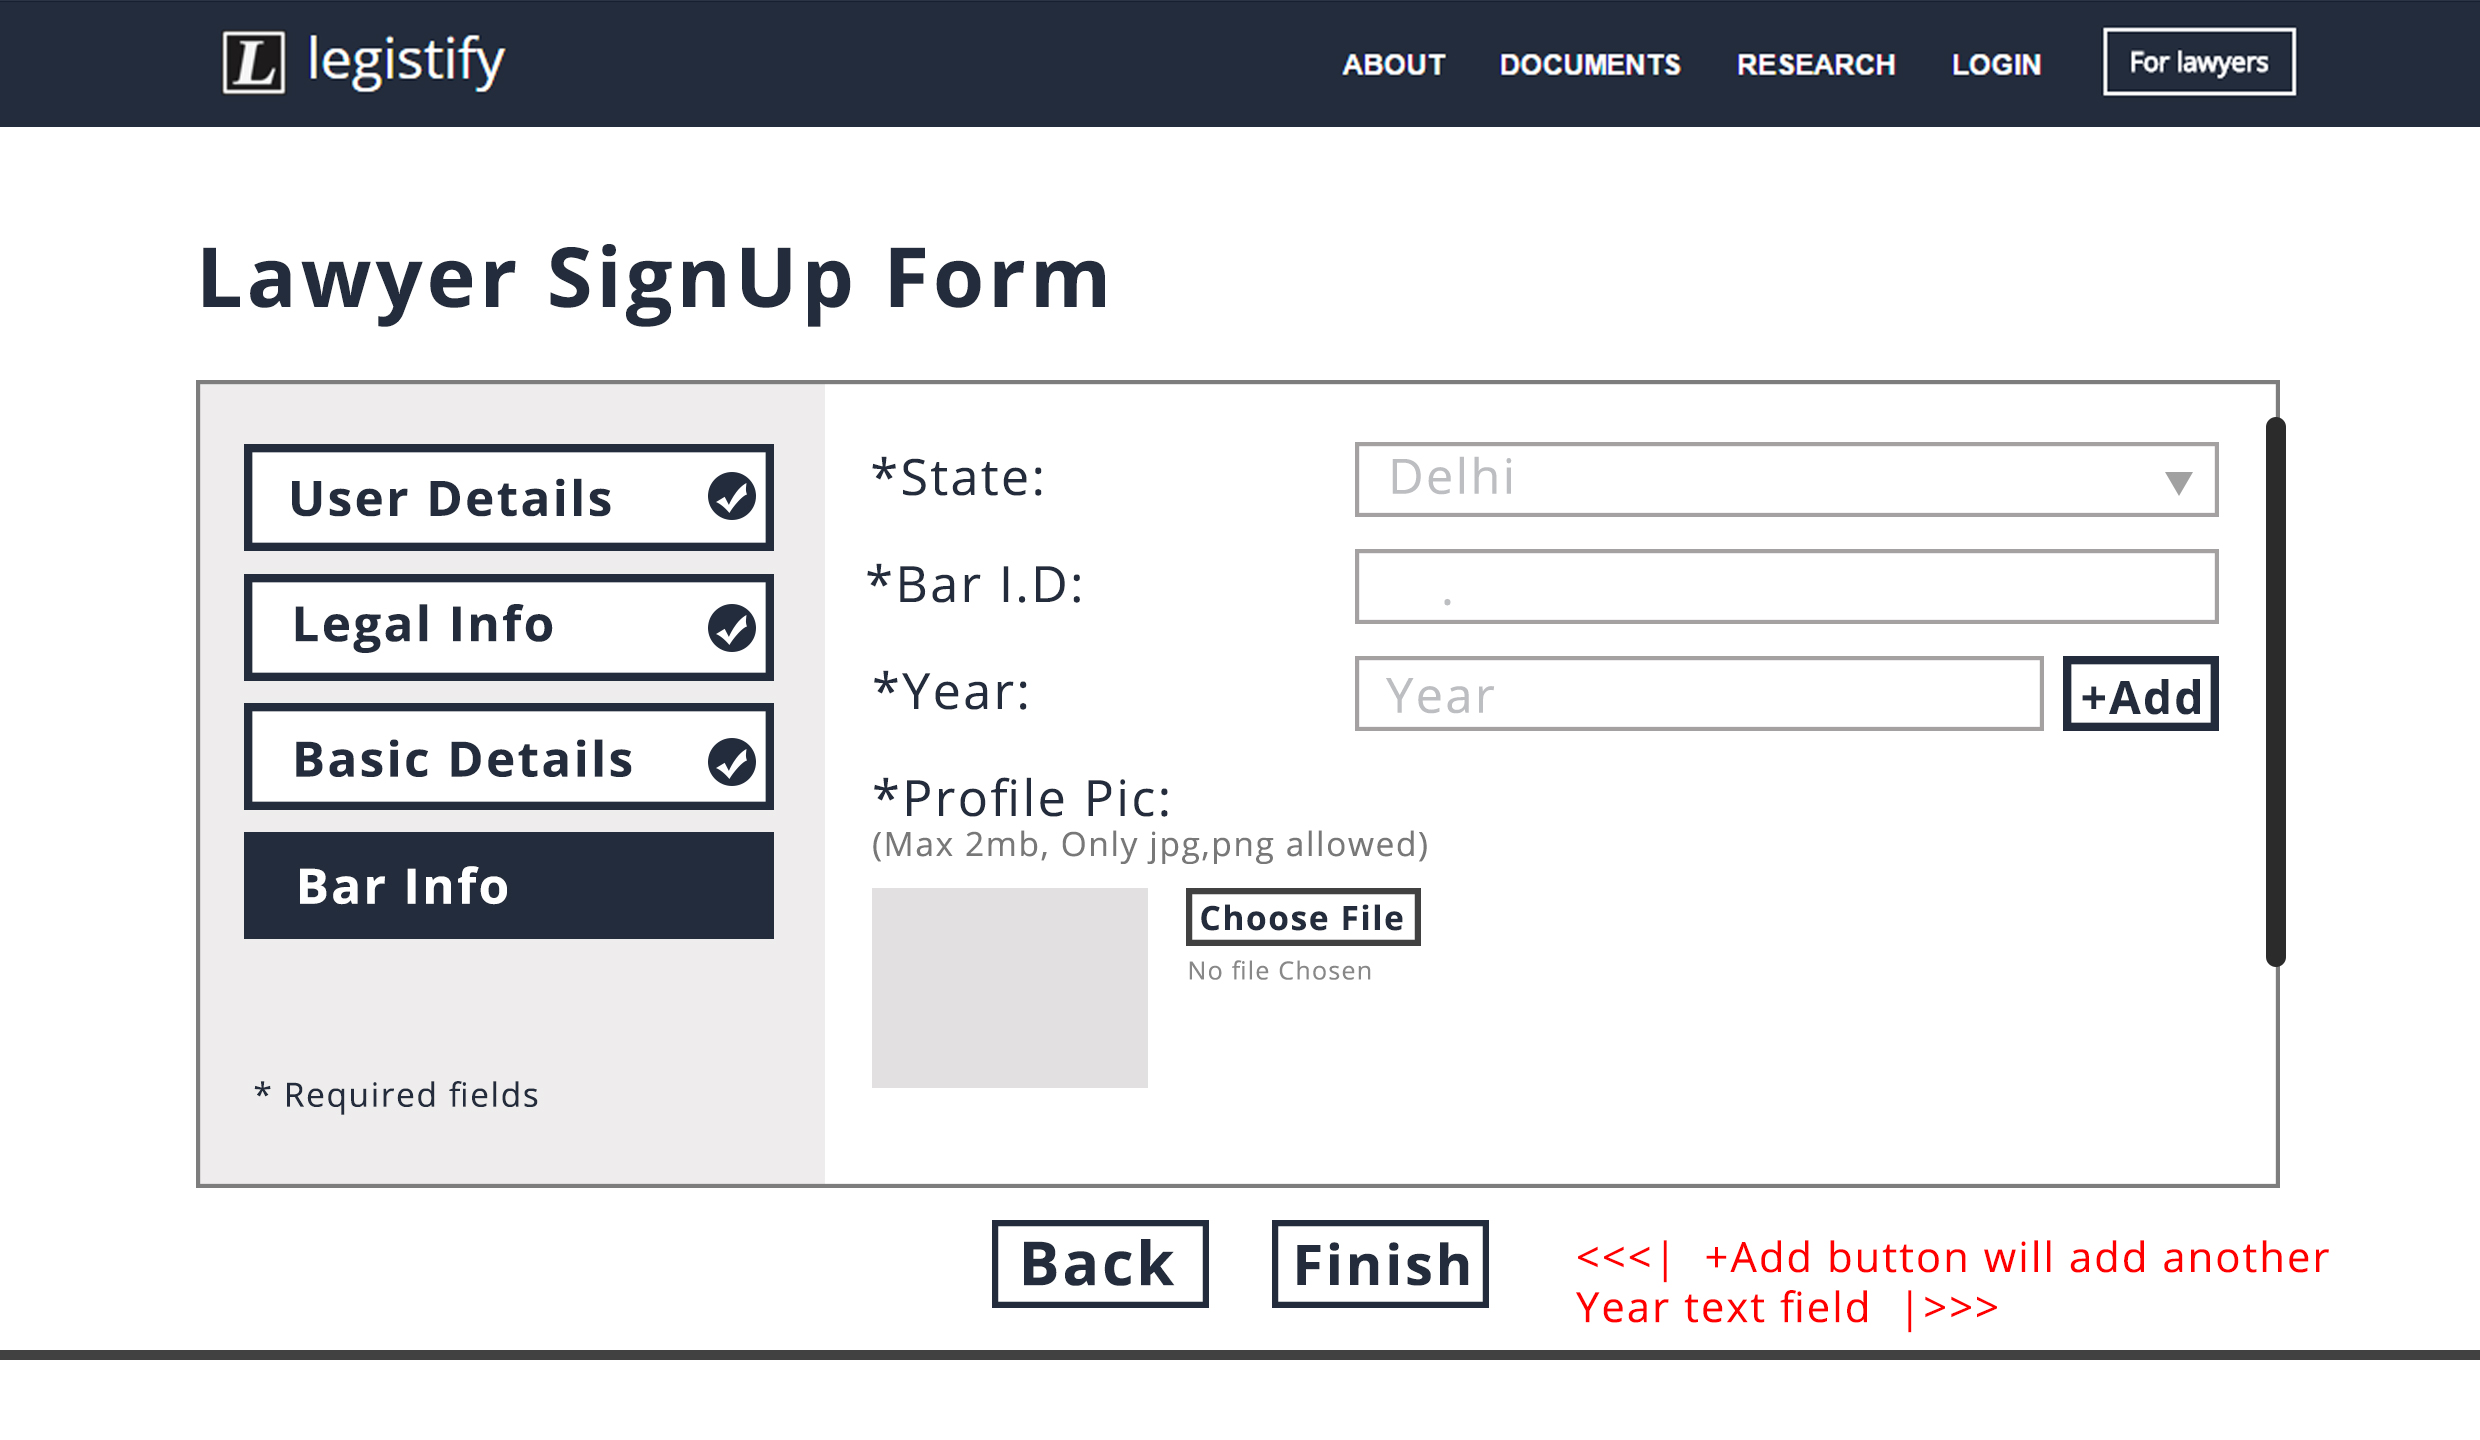 L legistify
ABOUT DOCUMENTS RESEARCH LOGIN For lawyers
Lawyer SignUp Form
User Details
Legal Info
Basic Details
Bar Info
* Required fields
*State: Delhi
*Bar I.D: .
*Year: Year +Add
*Profile Pic:
(Max 2mb, Only jpg,png allowed)
Choose File
No file Chosen
Back Finish
<<<| +Add button will add another
Year text field |>>>